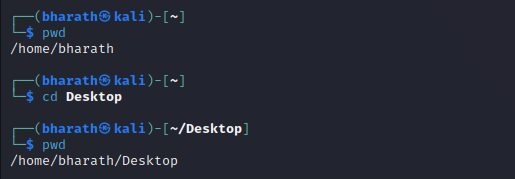 ┌──(bharath㉿kali)-[~]
└─$ pwd
/home/bharath
┌──(bharath㉿kali)-[~]
└─$ cd Desktop
┌──(bharath㉿kali)-[~/Desktop]
└─$ pwd
/home/bharath/Desktop